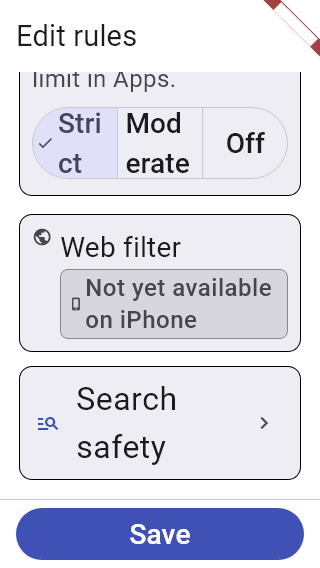 Edit rules
limit in Apps.
Stri
ct
Mod
erate
Off
Web filter
Not yet available
on iPhone
Search
safety
Save